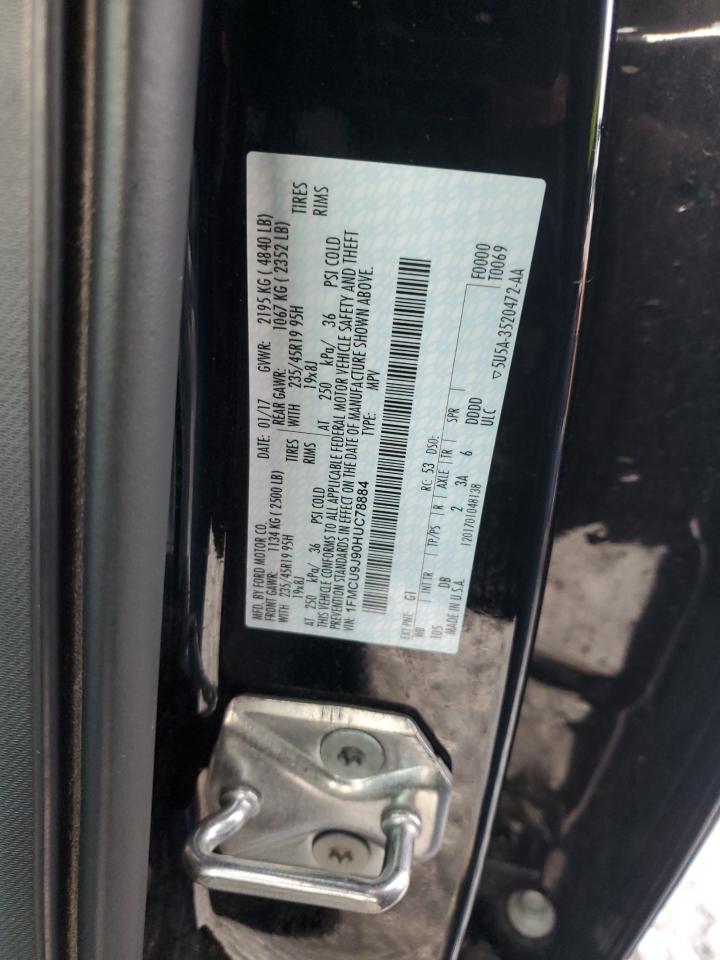 MFD. BY FORD MOTOR CO.
DATE: 01/17 GVWR: 2195 KG ( 4840 LB)
FRONT GAWR: 1134 KG ( 2500 LB) REAR GAWR: 1067 KG ( 2352 LB)
WITH 235/45R19 95H TIRES WITH 235/45R19 95H TIRES
19x8J RIMS 19x8J RIMS
AT 250 kPa/ 36 PSI COLD AT 250 kPa/ 36 PSI COLD
THIS VEHICLE CONFORMS TO ALL APPLICABLE FEDERAL MOTOR VEHICLE SAFETY AND THEFT
PREVENTION STANDARDS IN EFFECT ON THE DATE OF MANUFACTURE SHOWN ABOVE.
VIN: 1FMCU9J90HUC78884 TYPE: MPV
EXT PNT: G1 RC: 53 DSO: F0000
WB INT TR TP/PS R AXLE TR SPR T0069
105 DB 2 3A 6 DDDD
MADE IN U.S.A. 1201701048138 ULC ▽5U5A-3520472-AA